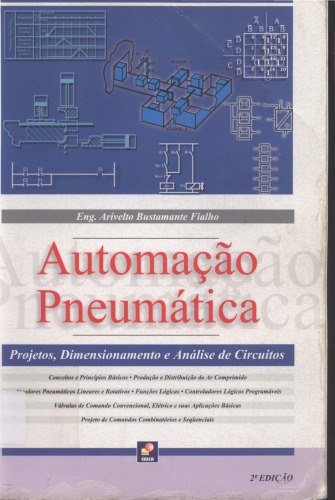 Eng. Arivelto Bustamante Fialho
Automação
Pneumática
Projetos, Dimensionamento e Análise de Circuitos
Conceitos e Princípios Básicos • Produção e Distribuição do Ar Comprimido
Pneumáticos Lineares e Rotativos • Funções Lógicas • Controladores Lógicos Programáveis
Válvulas de Comando Convencional, Elétrico e suas Aplicações Básicas
Projeto de Comandos Combinatórios e Seqüenciais
ÉRICA
2ª EDIÇÃO